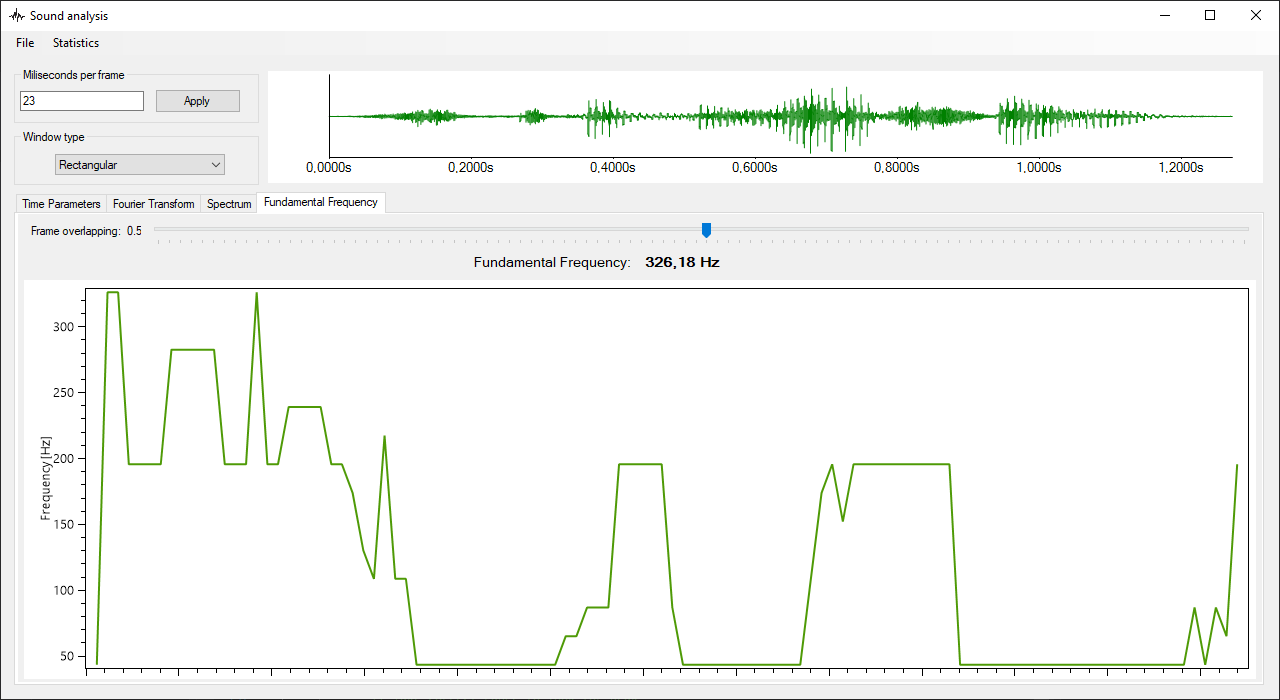 Sound analysis
File Statistics
Miliseconds per frame
23 Apply
Window type
Rectangular
0,0000s 0,2000s 0,4000s 0,6000s 0,8000s 1,0000s 1,2000s
Time Parameters Fourier Transform Spectrum Fundamental Frequency
Frame overlapping: 0.5
Fundamental Frequency: 326,18 Hz
Frequency [Hz]
300
250
200
150
100
50